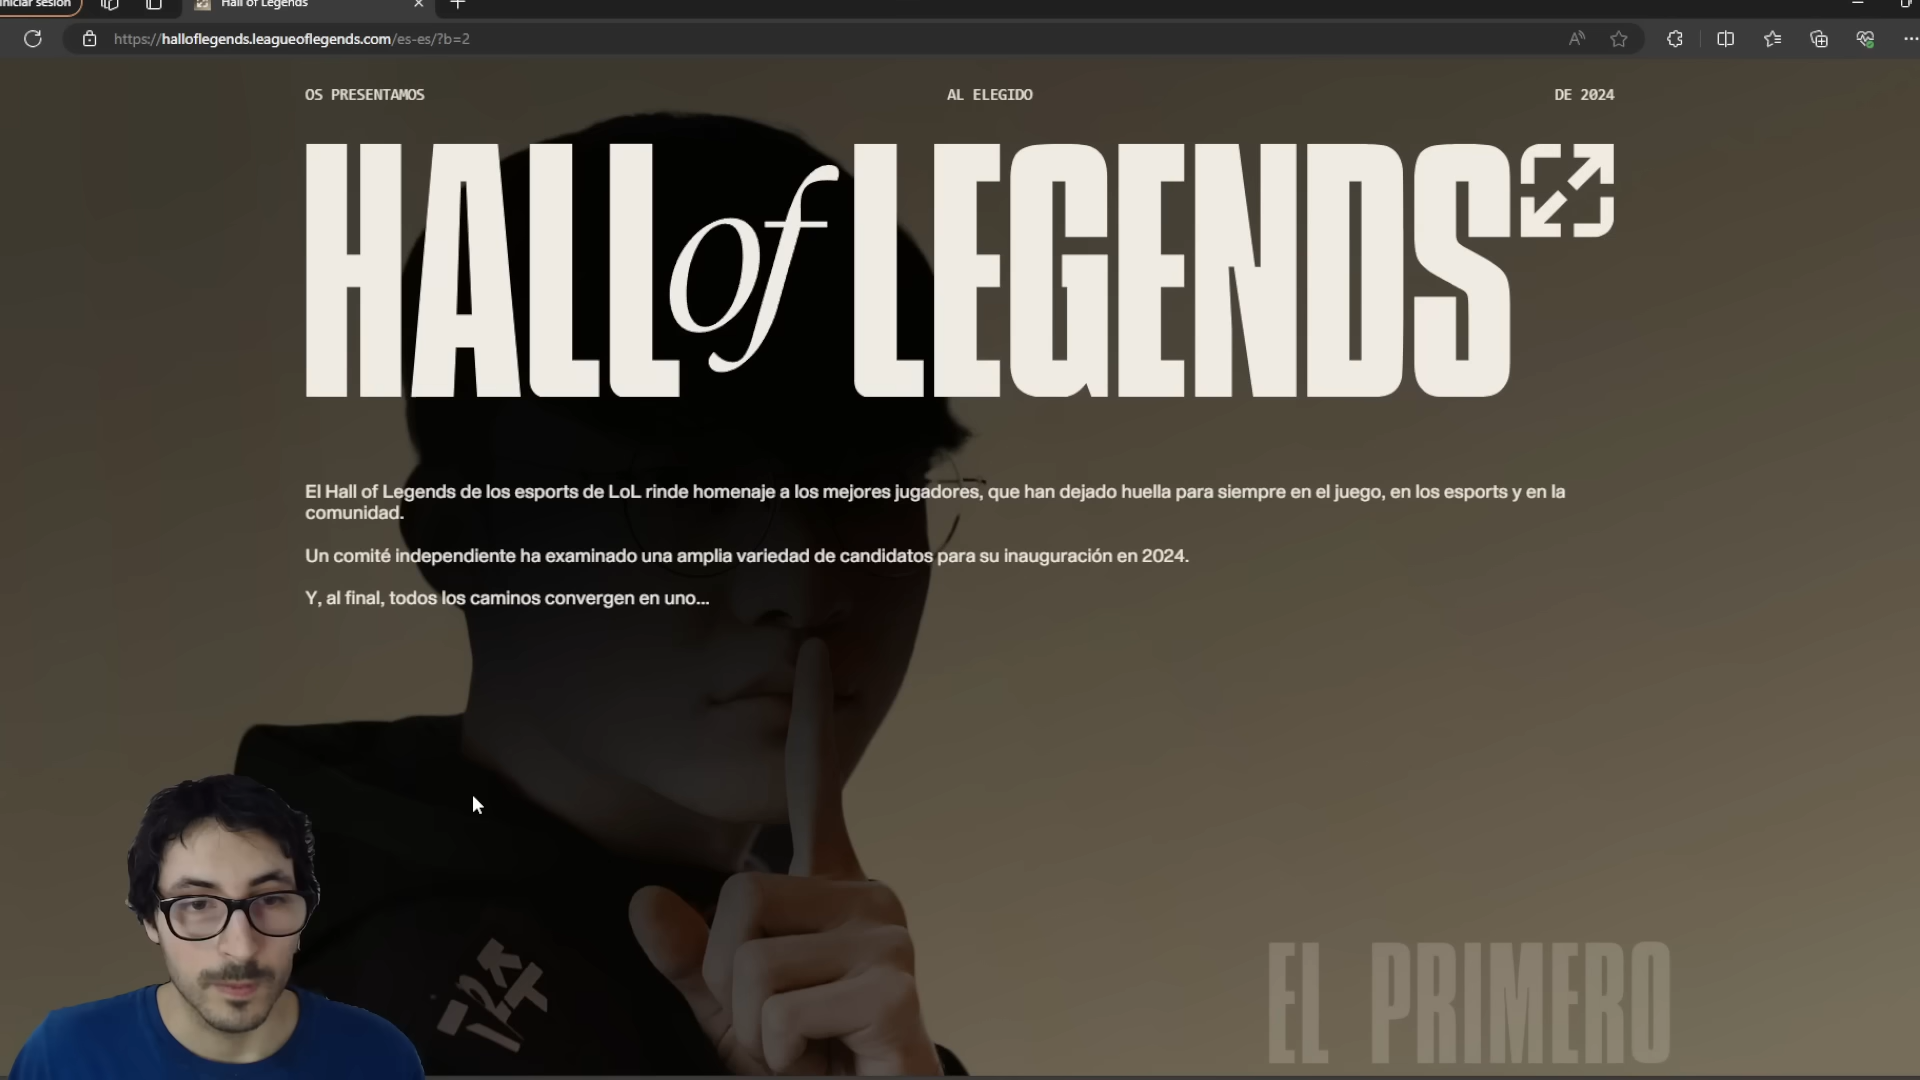 Iniciar sesión
Hall of Legends
https://halloflegends.leagueoflegends.com/es-es/?b=2
OS PRESENTAMOS
AL ELEGIDO
DE 2024
HALL of LEGENDS
El Hall of Legends de los esports de LoL rinde homenaje a los mejores jugadores, que han dejado huella para siempre en el juego, en los esports y en la
comunidad.
Un comité independiente ha examinado una amplia variedad de candidatos para su inauguración en 2024.
Y, al final, todos los caminos convergen en uno...
EL PRIMERO